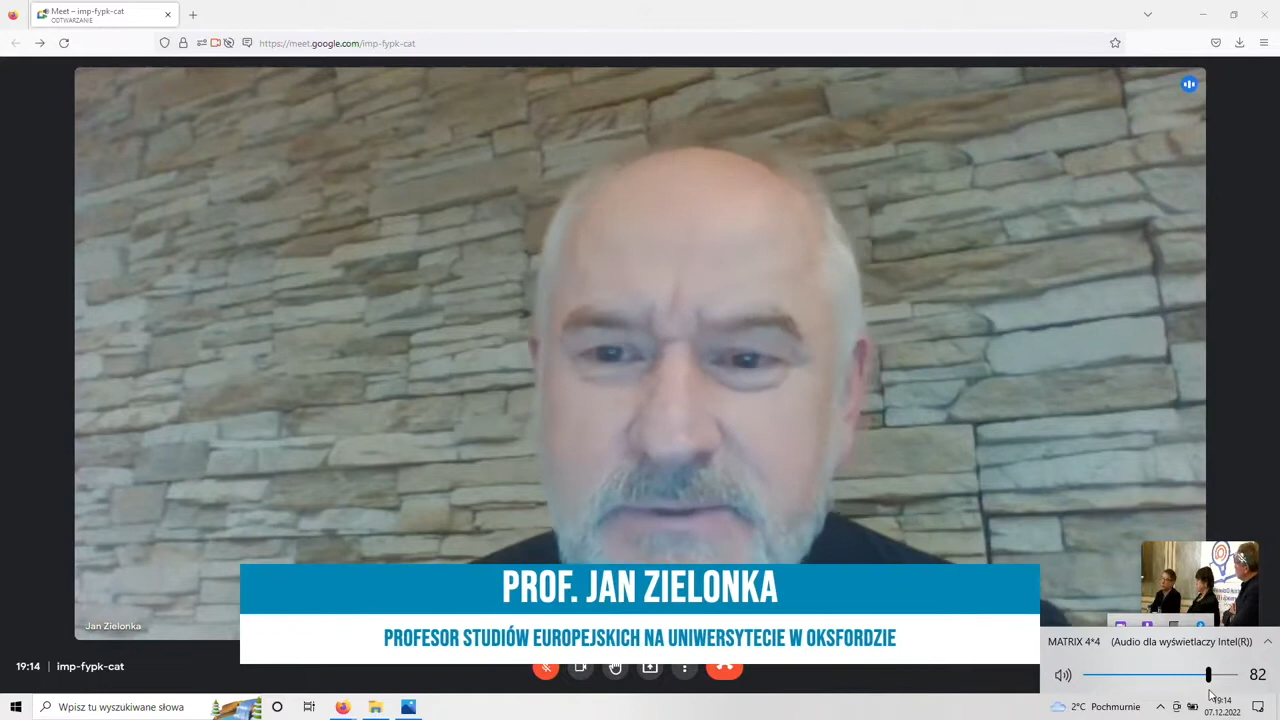 Meet – imp-fypk-cat
ODTWARZANIE
https://meet.google.com/imp-fypk-cat
PROF. JAN ZIELONKA
PROFESOR STUDIÓW EUROPEJSKICH NA UNIWERSYTECIE W OKSFORDZIE
Jan Zielonka
MATRIX 4*4 (Audio dla wyświetlaczy Intel(R))
82
19:14 imp-fypk-cat
Wpisz tu wyszukiwane słowa
2°C Pochmurnie
19:14
07.12.2022